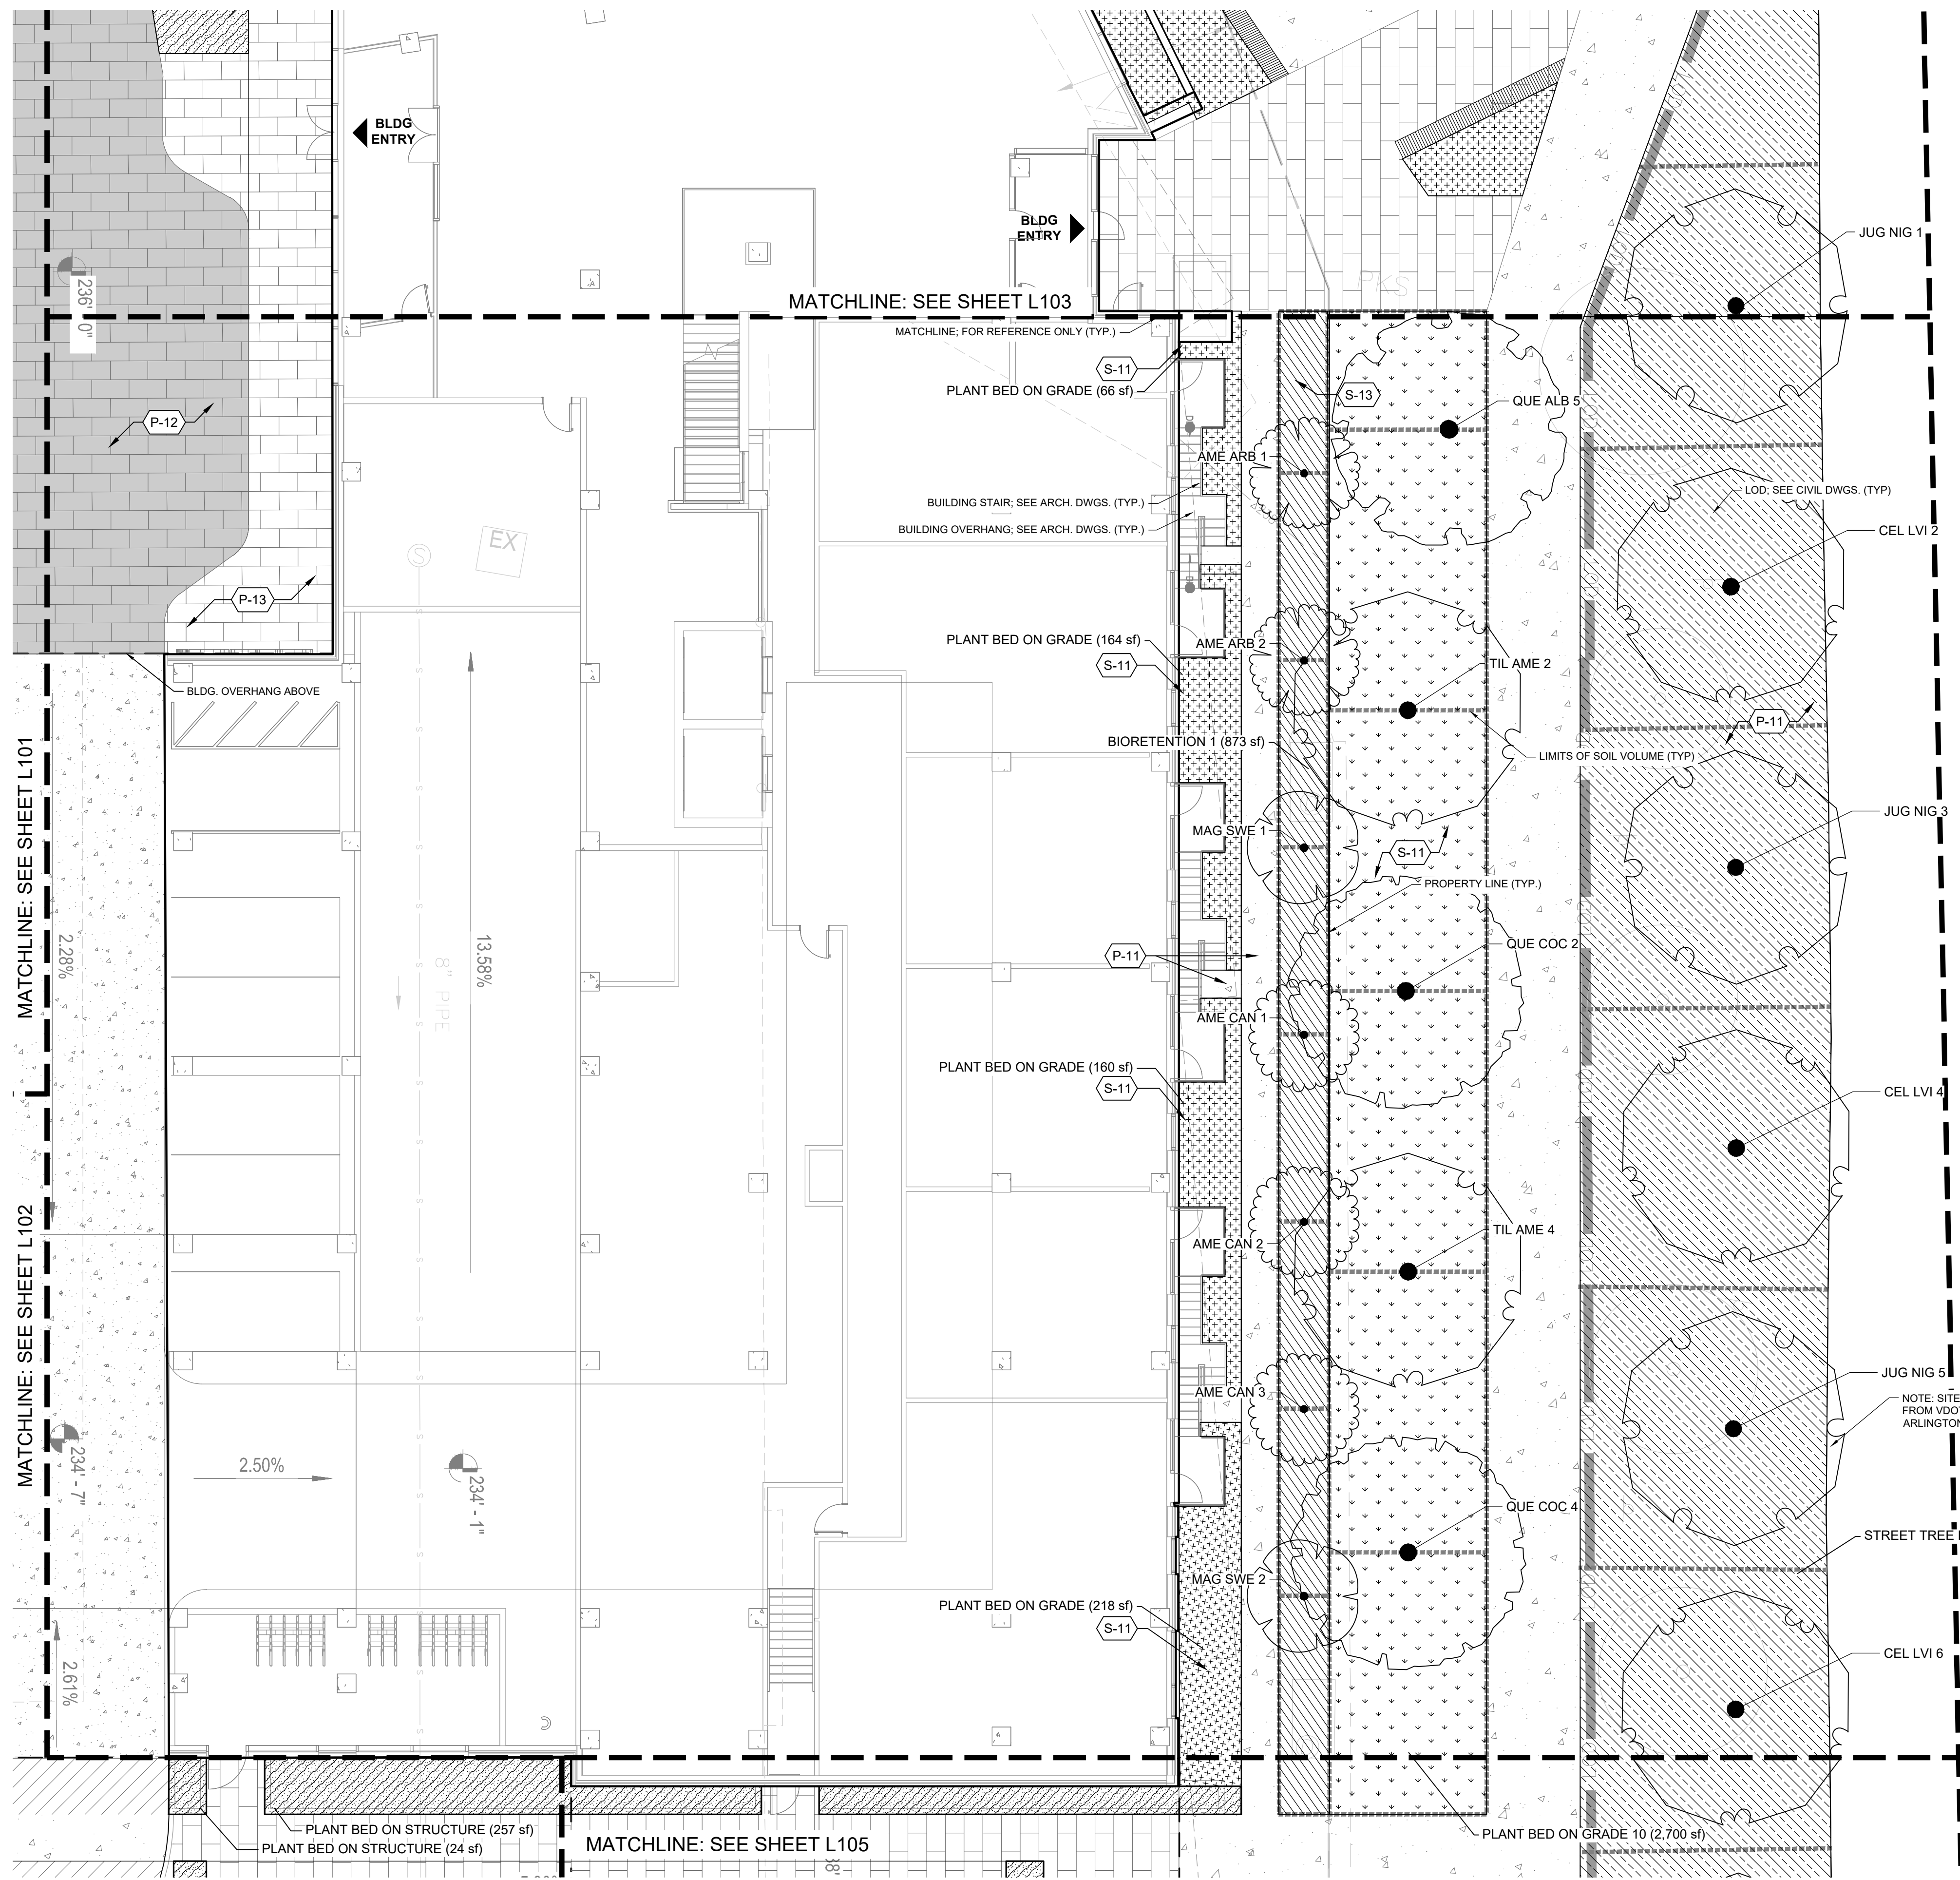 BLDG
ENTRY
BLDG
ENTRY
JUG NIG 1
236' - 0"
PKS
MATCHLINE: SEE SHEET L103
MATCHLINE; FOR REFERENCE ONLY (TYP.)
S-11
PLANT BED ON GRADE (66 sf)
S-13
QUE ALB 5
P-12
AME ARB 1
BUILDING STAIR; SEE ARCH. DWGS. (TYP.)
LOD; SEE CIVIL DWGS. (TYP)
BUILDING OVERHANG; SEE ARCH. DWGS. (TYP.)
CEL LVI 2
EX
S
P-13
PLANT BED ON GRADE (164 sf)
AME ARB 2
S-11
TIL AME 2
BLDG. OVERHANG ABOVE
P-11
BIORETENTION 1 (873 sf)
LIMITS OF SOIL VOLUME (TYP)
MATCHLINE: SEE SHEET L101
JUG NIG 3
MAG SWE 1
S-11
PROPERTY LINE (TYP.)
2.28%
13.58%
8" PIPE
P-11
QUE COC 2
AME CAN 1
PLANT BED ON GRADE (160 sf)
S-11
CEL LVI 4
MATCHLINE: SEE SHEET L102
AME CAN 2
TIL AME 4
JUG NIG 5
AME CAN 3
NOTE: SITE
FROM VDO
ARLINGTON
234' - 7"
2.50%
234' - 1"
QUE COC 4
STREET TREE
MAG SWE 2
PLANT BED ON GRADE (218 sf)
S-11
CEL LVI 6
2.61%
PLANT BED ON STRUCTURE (257 sf)
PLANT BED ON STRUCTURE (24 sf)
MATCHLINE: SEE SHEET L105
PLANT BED ON GRADE 10 (2,700 sf)